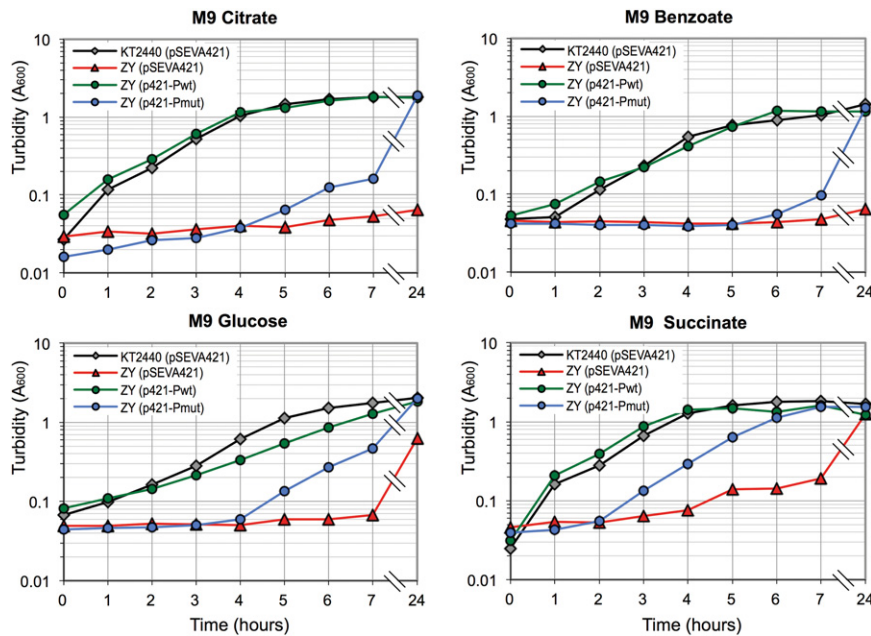 M9 Citrate
Turbidity (A600)
10
1
0.1
0.01
KT2440 (pSEVA421)
ZY (pSEVA421)
ZY (p421-Pwt)
ZY (p421-Pmut)
0 1 2 3 4 5 6 7 24
M9 Benzoate
Turbidity (A600)
10
1
0.1
0.01
KT2440 (pSEVA421)
ZY (pSEVA421)
ZY (p421-Pwt)
ZY (p421-Pmut)
0 1 2 3 4 5 6 7 24
M9 Glucose
Turbidity (A600)
10
1
0.1
0.01
KT2440 (pSEVA421)
ZY (pSEVA421)
ZY (p421-Pwt)
ZY (p421-Pmut)
0 1 2 3 4 5 6 7 24
Time (hours)
M9 Succinate
Turbidity (A600)
10
1
0.1
0.01
KT2440 (pSEVA421)
ZY (pSEVA421)
ZY (p421-Pwt)
ZY (p421-Pmut)
0 1 2 3 4 5 6 7 24
Time (hours)